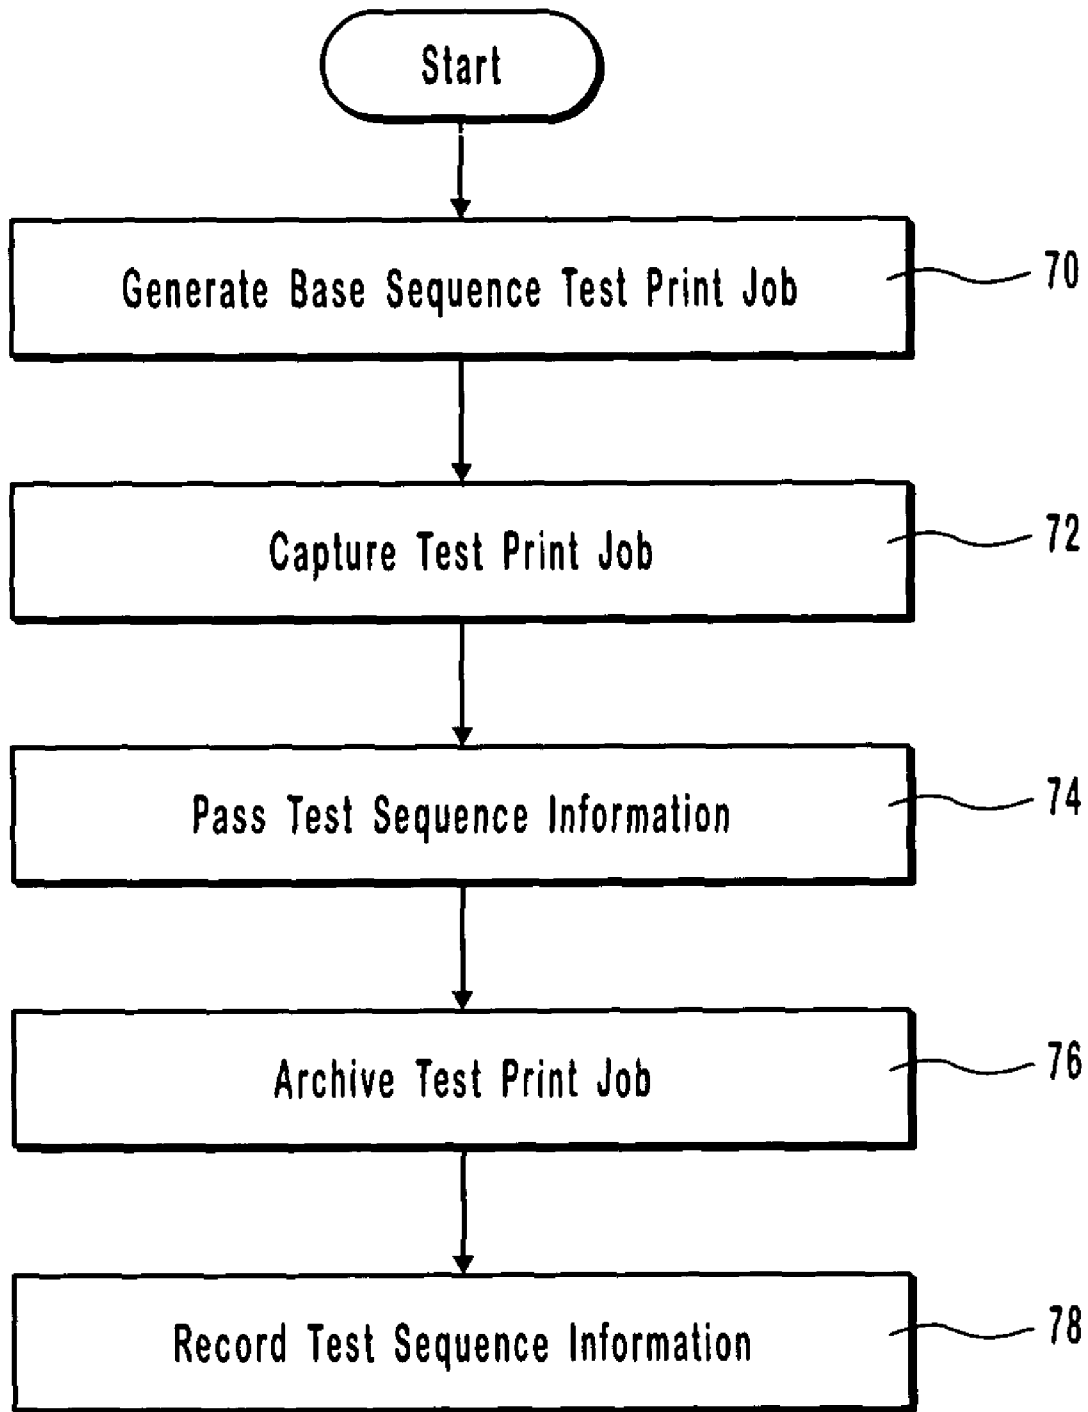 Start
Generate Base Sequence Test Print Job
70
Capture Test Print Job
72
Pass Test Sequence Information
74
Archive Test Print Job
76
Record Test Sequence Information
78